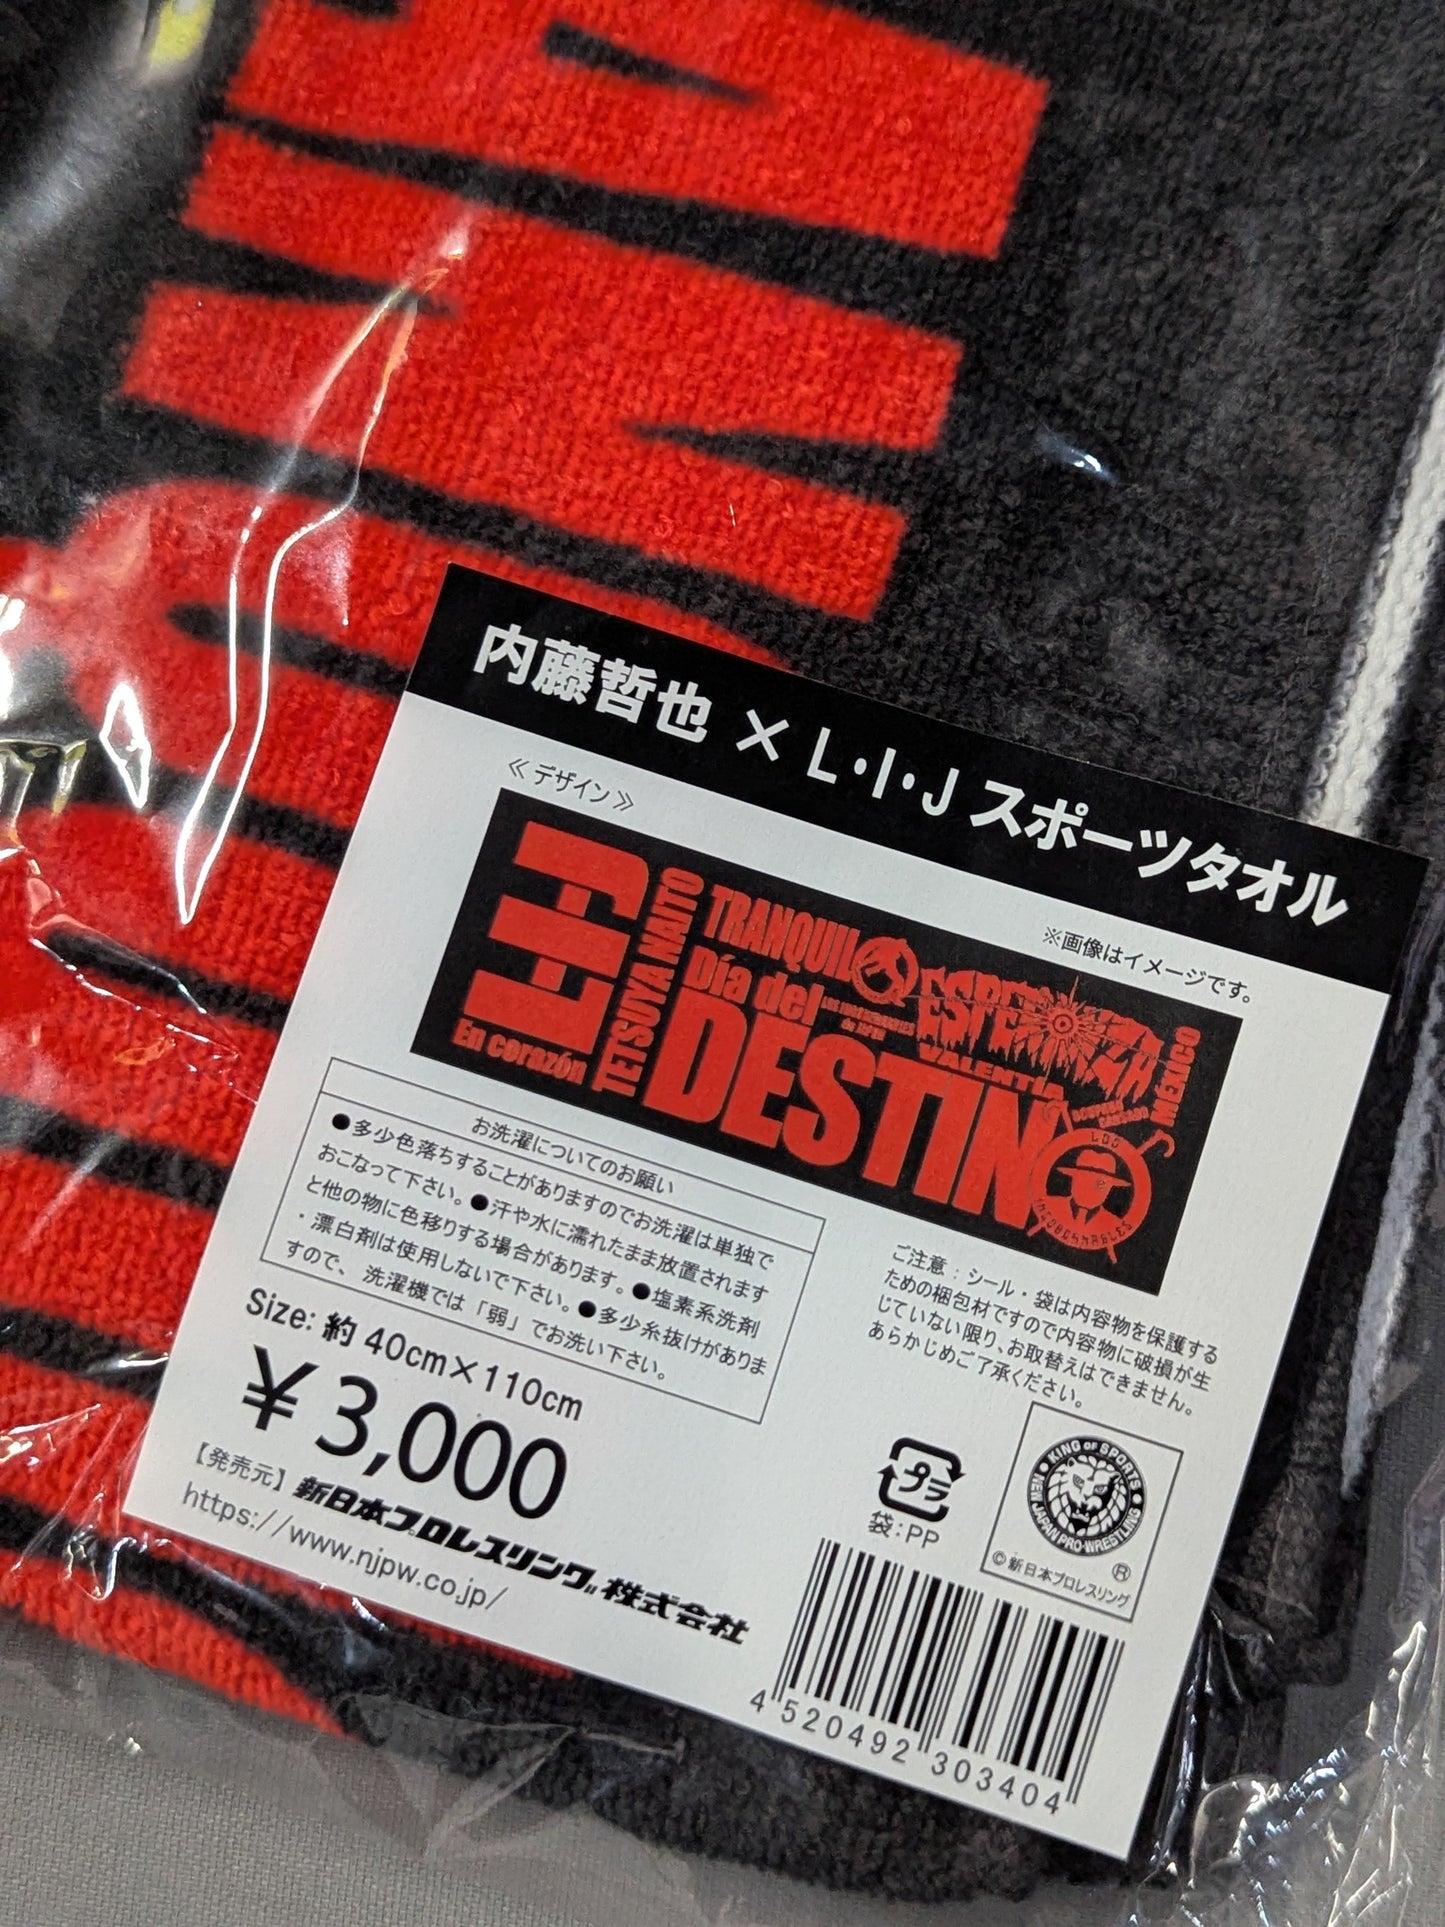 内藤哲也 × L・I・J スポーツタオル
≪ デザイン ≫
※画像はイメージです。
En corazón
TETSUYA NAITO
TRANQUILO
ESPERANZA
Día del
DESTINO
VALENTIA
MEXICO
LOS
INGOBERNABLES
お洗濯についてのお願い
●多少色落ちすることがありますのでお洗濯は単独で
おこなって下さい。●汗や水に濡れたまま放置されます
と他の物に色移りする場合があります。●塩素系洗剤
・漂白剤は使用しないで下さい。●多少糸抜けがありま
すので、洗濯機では「弱」でお洗い下さい。
Size: 約 40cm×110cm
¥3,000
【発売元】新日本プロレスリング株式会社
https://www.njpw.co.jp/
ご注意：シール・袋は内容物を保護する
ための梱包材ですので内容物に破損が生
じていない限り、お取替えはできません。
あらかじめご了承ください。
プラ
袋：PP
KING OF SPORTS
NEW JAPAN PRO-WRESTLING
®
©新日本プロレスリング
4 520492 303404